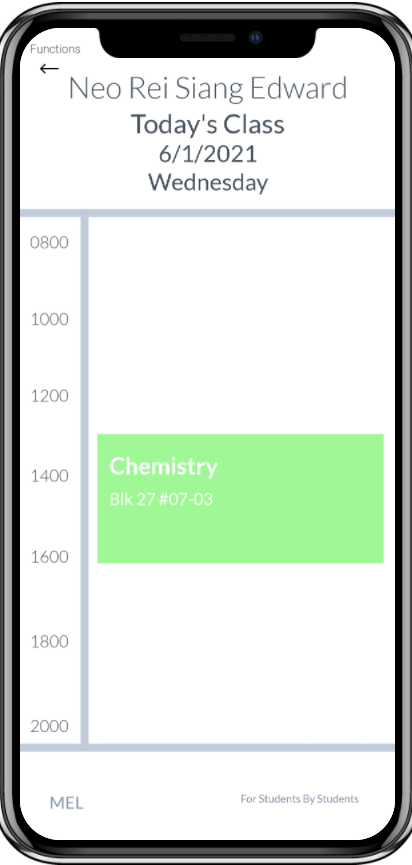 Functions
←
Neo Rei Siang Edward
Today's Class
6/1/2021
Wednesday
0800
1000
1200
Chemistry
1400
Blk 27 #07-03
1600
1800
2000
MEL
For Students By Students